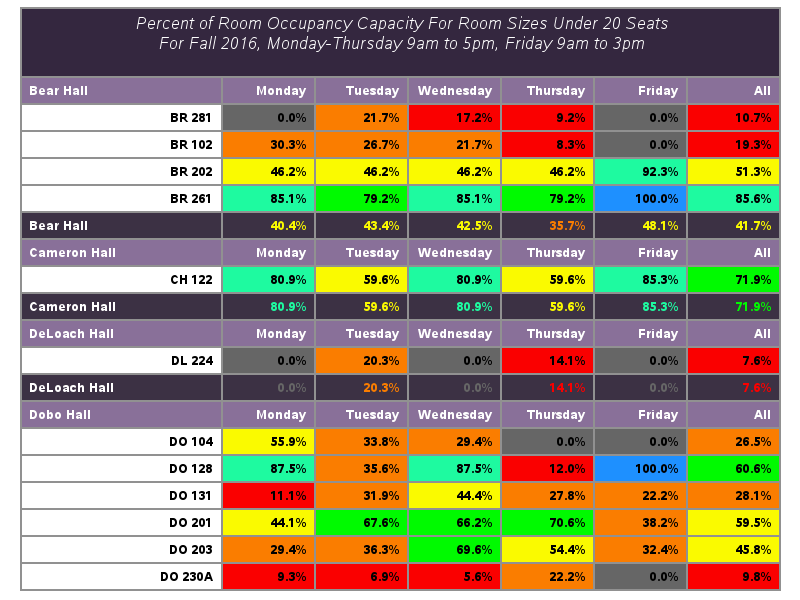 Percent of Room Occupancy Capacity For Room Sizes Under 20 Seats
For Fall 2016, Monday-Thursday 9am to 5pm, Friday 9am to 3pm
Bear Hall Monday Tuesday Wednesday Thursday Friday All
BR 281 0.0% 21.7% 17.2% 9.2% 0.0% 10.7%
BR 102 30.3% 26.7% 21.7% 8.3% 0.0% 19.3%
BR 202 46.2% 46.2% 46.2% 46.2% 92.3% 51.3%
BR 261 85.1% 79.2% 85.1% 79.2% 100.0% 85.6%
Bear Hall 40.4% 43.4% 42.5% 35.7% 48.1% 41.7%
Cameron Hall Monday Tuesday Wednesday Thursday Friday All
CH 122 80.9% 59.6% 80.9% 59.6% 85.3% 71.9%
Cameron Hall 80.9% 59.6% 80.9% 59.6% 85.3% 71.9%
DeLoach Hall Monday Tuesday Wednesday Thursday Friday All
DL 224 0.0% 20.3% 0.0% 14.1% 0.0% 7.6%
DeLoach Hall 0.0% 20.3% 0.0% 14.1% 0.0% 7.6%
Dobo Hall Monday Tuesday Wednesday Thursday Friday All
DO 104 55.9% 33.8% 29.4% 0.0% 0.0% 26.5%
DO 128 87.5% 35.6% 87.5% 12.0% 100.0% 60.6%
DO 131 11.1% 31.9% 44.4% 27.8% 22.2% 28.1%
DO 201 44.1% 67.6% 66.2% 70.6% 38.2% 59.5%
DO 203 29.4% 36.3% 69.6% 54.4% 32.4% 45.8%
DO 230A 9.3% 6.9% 5.6% 22.2% 0.0% 9.8%